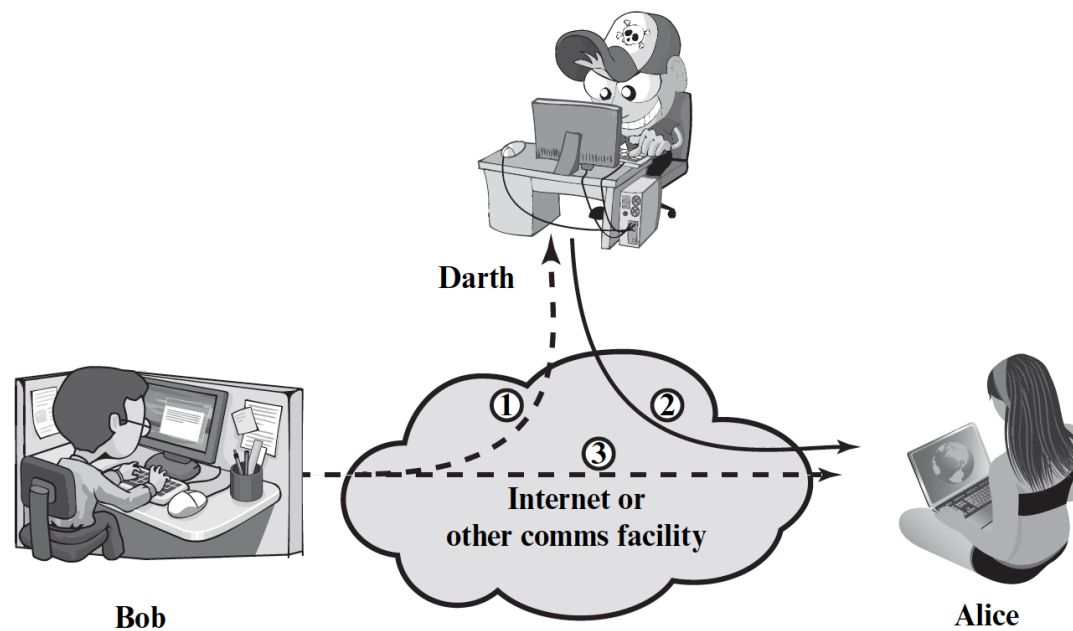 Darth
1
2
3
Internet or
other comms facility
Bob
Alice